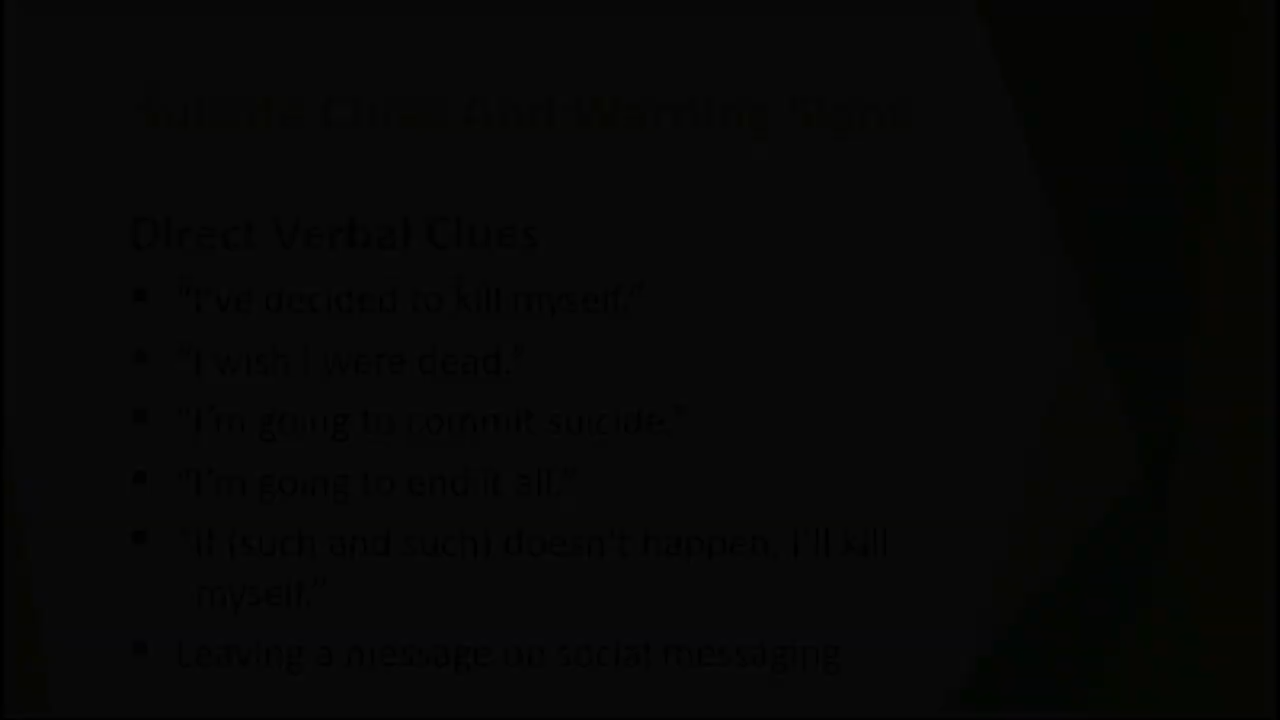 Suicide Clues And Warning Signs
Direct Verbal Clues
• "I've decided to kill myself."
• "I wish I were dead."
• "I'm going to commit suicide."
• "I'm going to end it all."
• "If (such and such) doesn't happen, I'll kill
myself."
• Leaving a message on social messaging